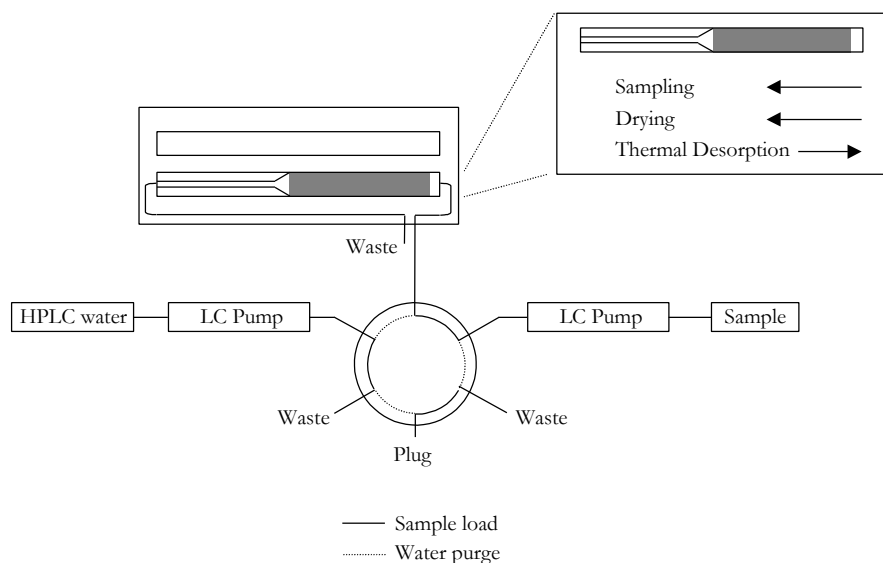 Sampling
Drying
Thermal Desorption
Waste
HPLC water
LC Pump
LC Pump
Sample
Waste
Waste
Plug
Sample load
Water purge